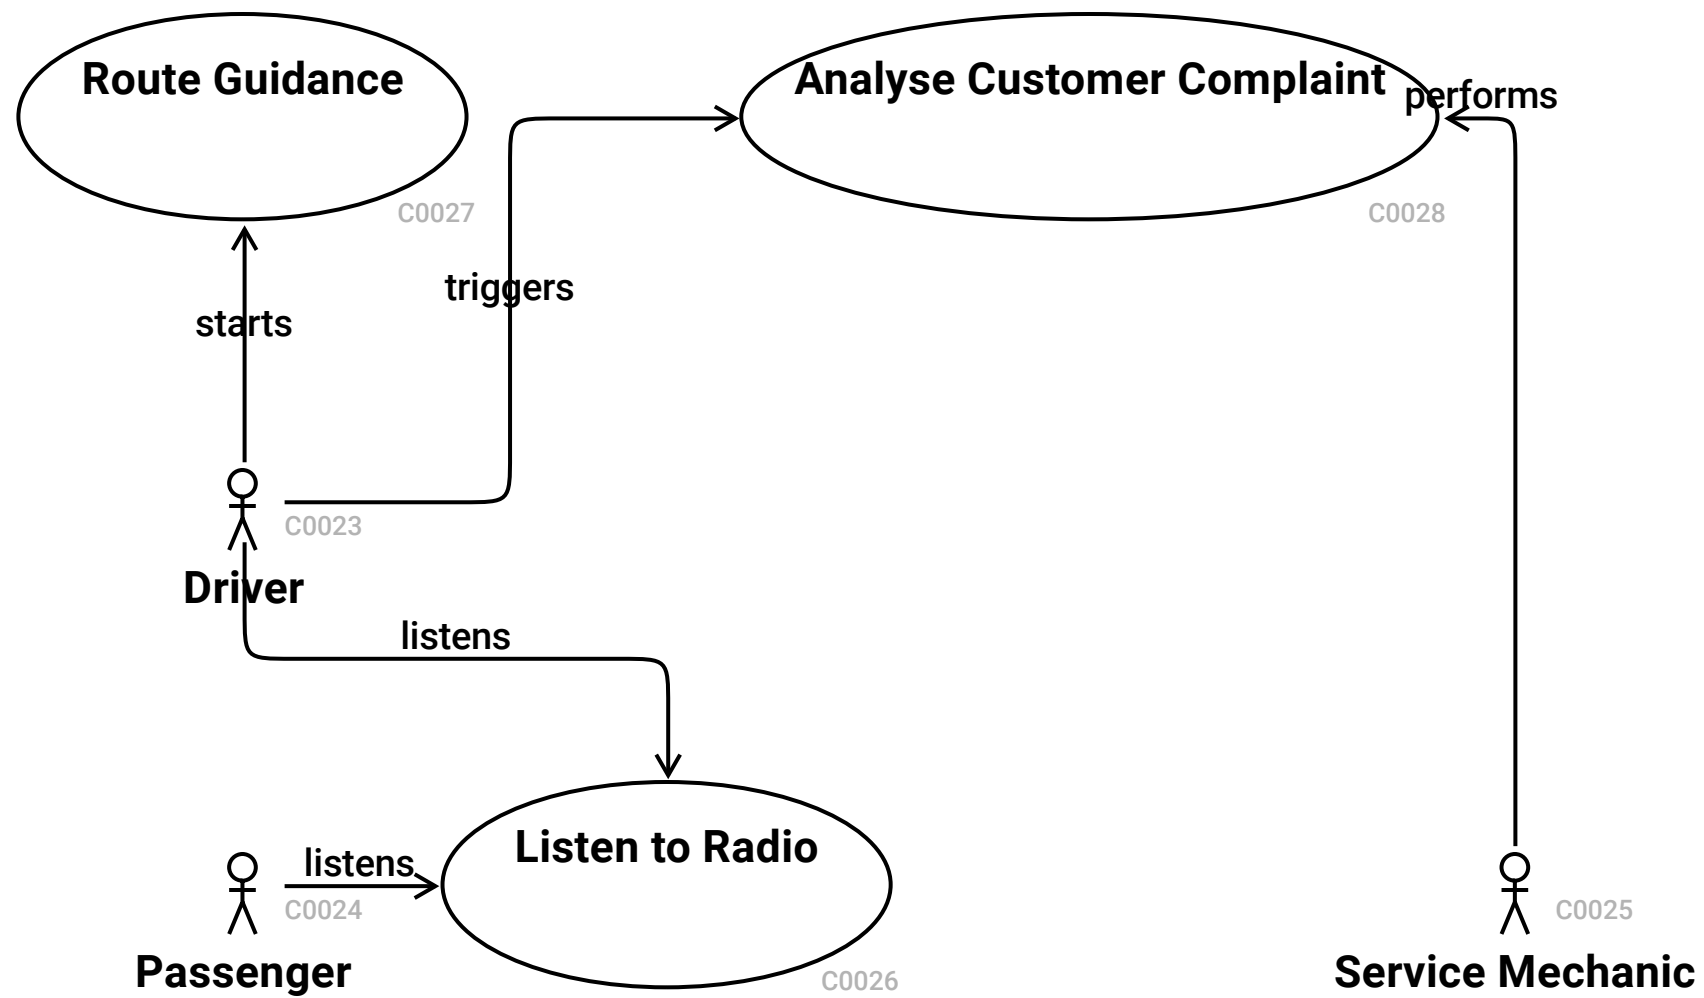 Route Guidance
Analyse Customer Complaint
performs
C0027
C0028
triggers
starts
C0023
Driver
listens
Listen to Radio
listens
C0024
C0025
Passenger
Service Mechanic
C0026